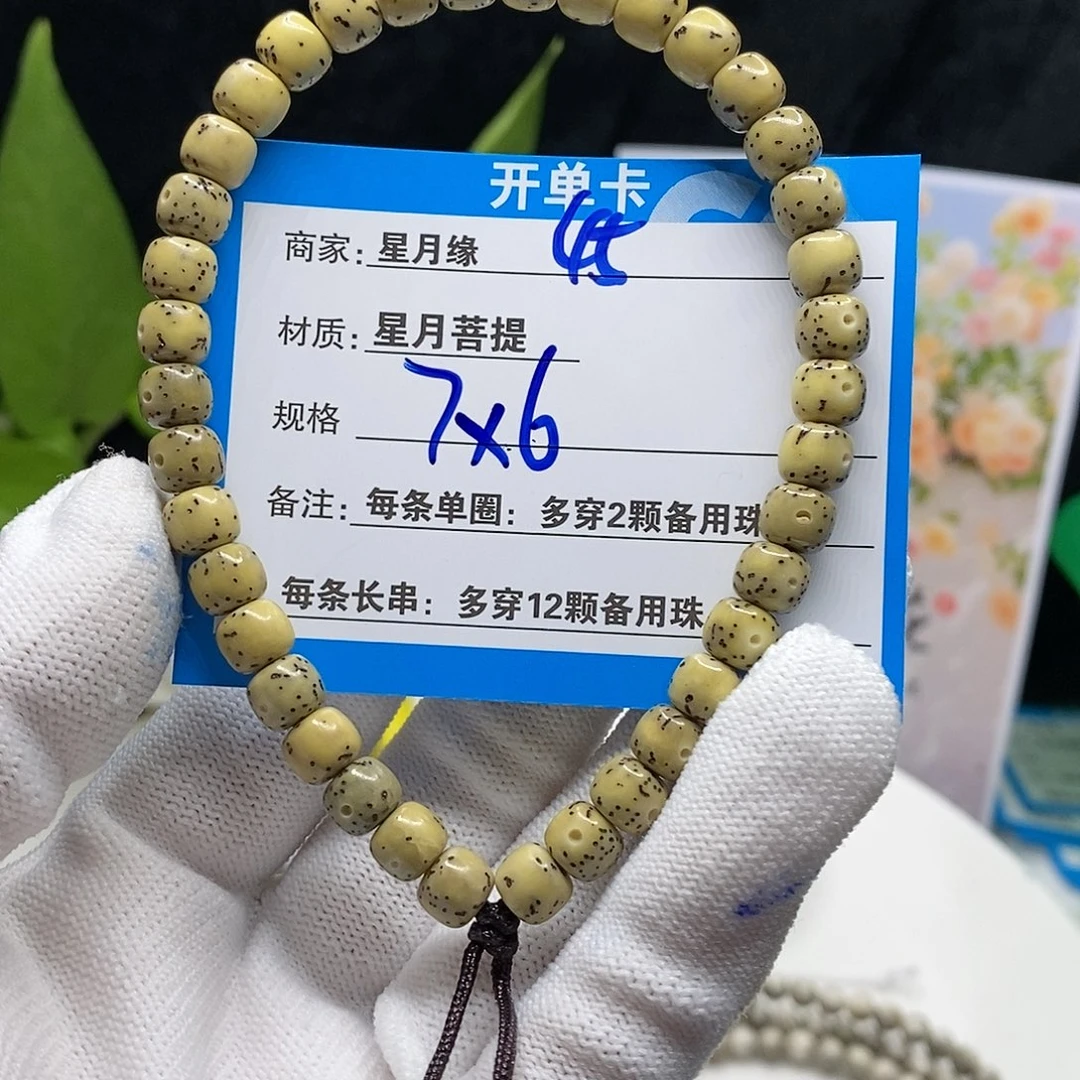 开单卡
商家: 星月缘
材质: 星月菩提
规格 7x6
备注: 每条单圈: 多穿2颗备用珠
每条长串: 多穿12颗备用珠